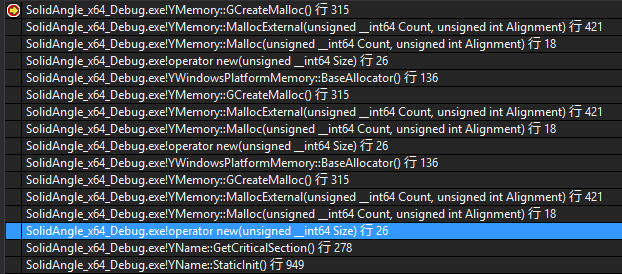 SolidAngle_x64_Debug.exe!YMemory::GCreateMalloc() 行 315
SolidAngle_x64_Debug.exe!YMemory::MallocExternal(unsigned __int64 Count, unsigned int Alignment) 行 421
SolidAngle_x64_Debug.exe!YMemory::Malloc(unsigned __int64 Count, unsigned int Alignment) 行 18
SolidAngle_x64_Debug.exe!operator new(unsigned __int64 Size) 行 26
SolidAngle_x64_Debug.exe!YWindowsPlatformMemory::BaseAllocator() 行 136
SolidAngle_x64_Debug.exe!YMemory::GCreateMalloc() 行 315
SolidAngle_x64_Debug.exe!YMemory::MallocExternal(unsigned __int64 Count, unsigned int Alignment) 行 421
SolidAngle_x64_Debug.exe!YMemory::Malloc(unsigned __int64 Count, unsigned int Alignment) 行 18
SolidAngle_x64_Debug.exe!operator new(unsigned __int64 Size) 行 26
SolidAngle_x64_Debug.exe!YWindowsPlatformMemory::BaseAllocator() 行 136
SolidAngle_x64_Debug.exe!YMemory::GCreateMalloc() 行 315
SolidAngle_x64_Debug.exe!YMemory::MallocExternal(unsigned __int64 Count, unsigned int Alignment) 行 421
SolidAngle_x64_Debug.exe!YMemory::Malloc(unsigned __int64 Count, unsigned int Alignment) 行 18
SolidAngle_x64_Debug.exe!operator new(unsigned __int64 Size) 行 26
SolidAngle_x64_Debug.exe!YName::GetCriticalSection() 行 278
SolidAngle_x64_Debug.exe!YName::StaticInit() 行 949